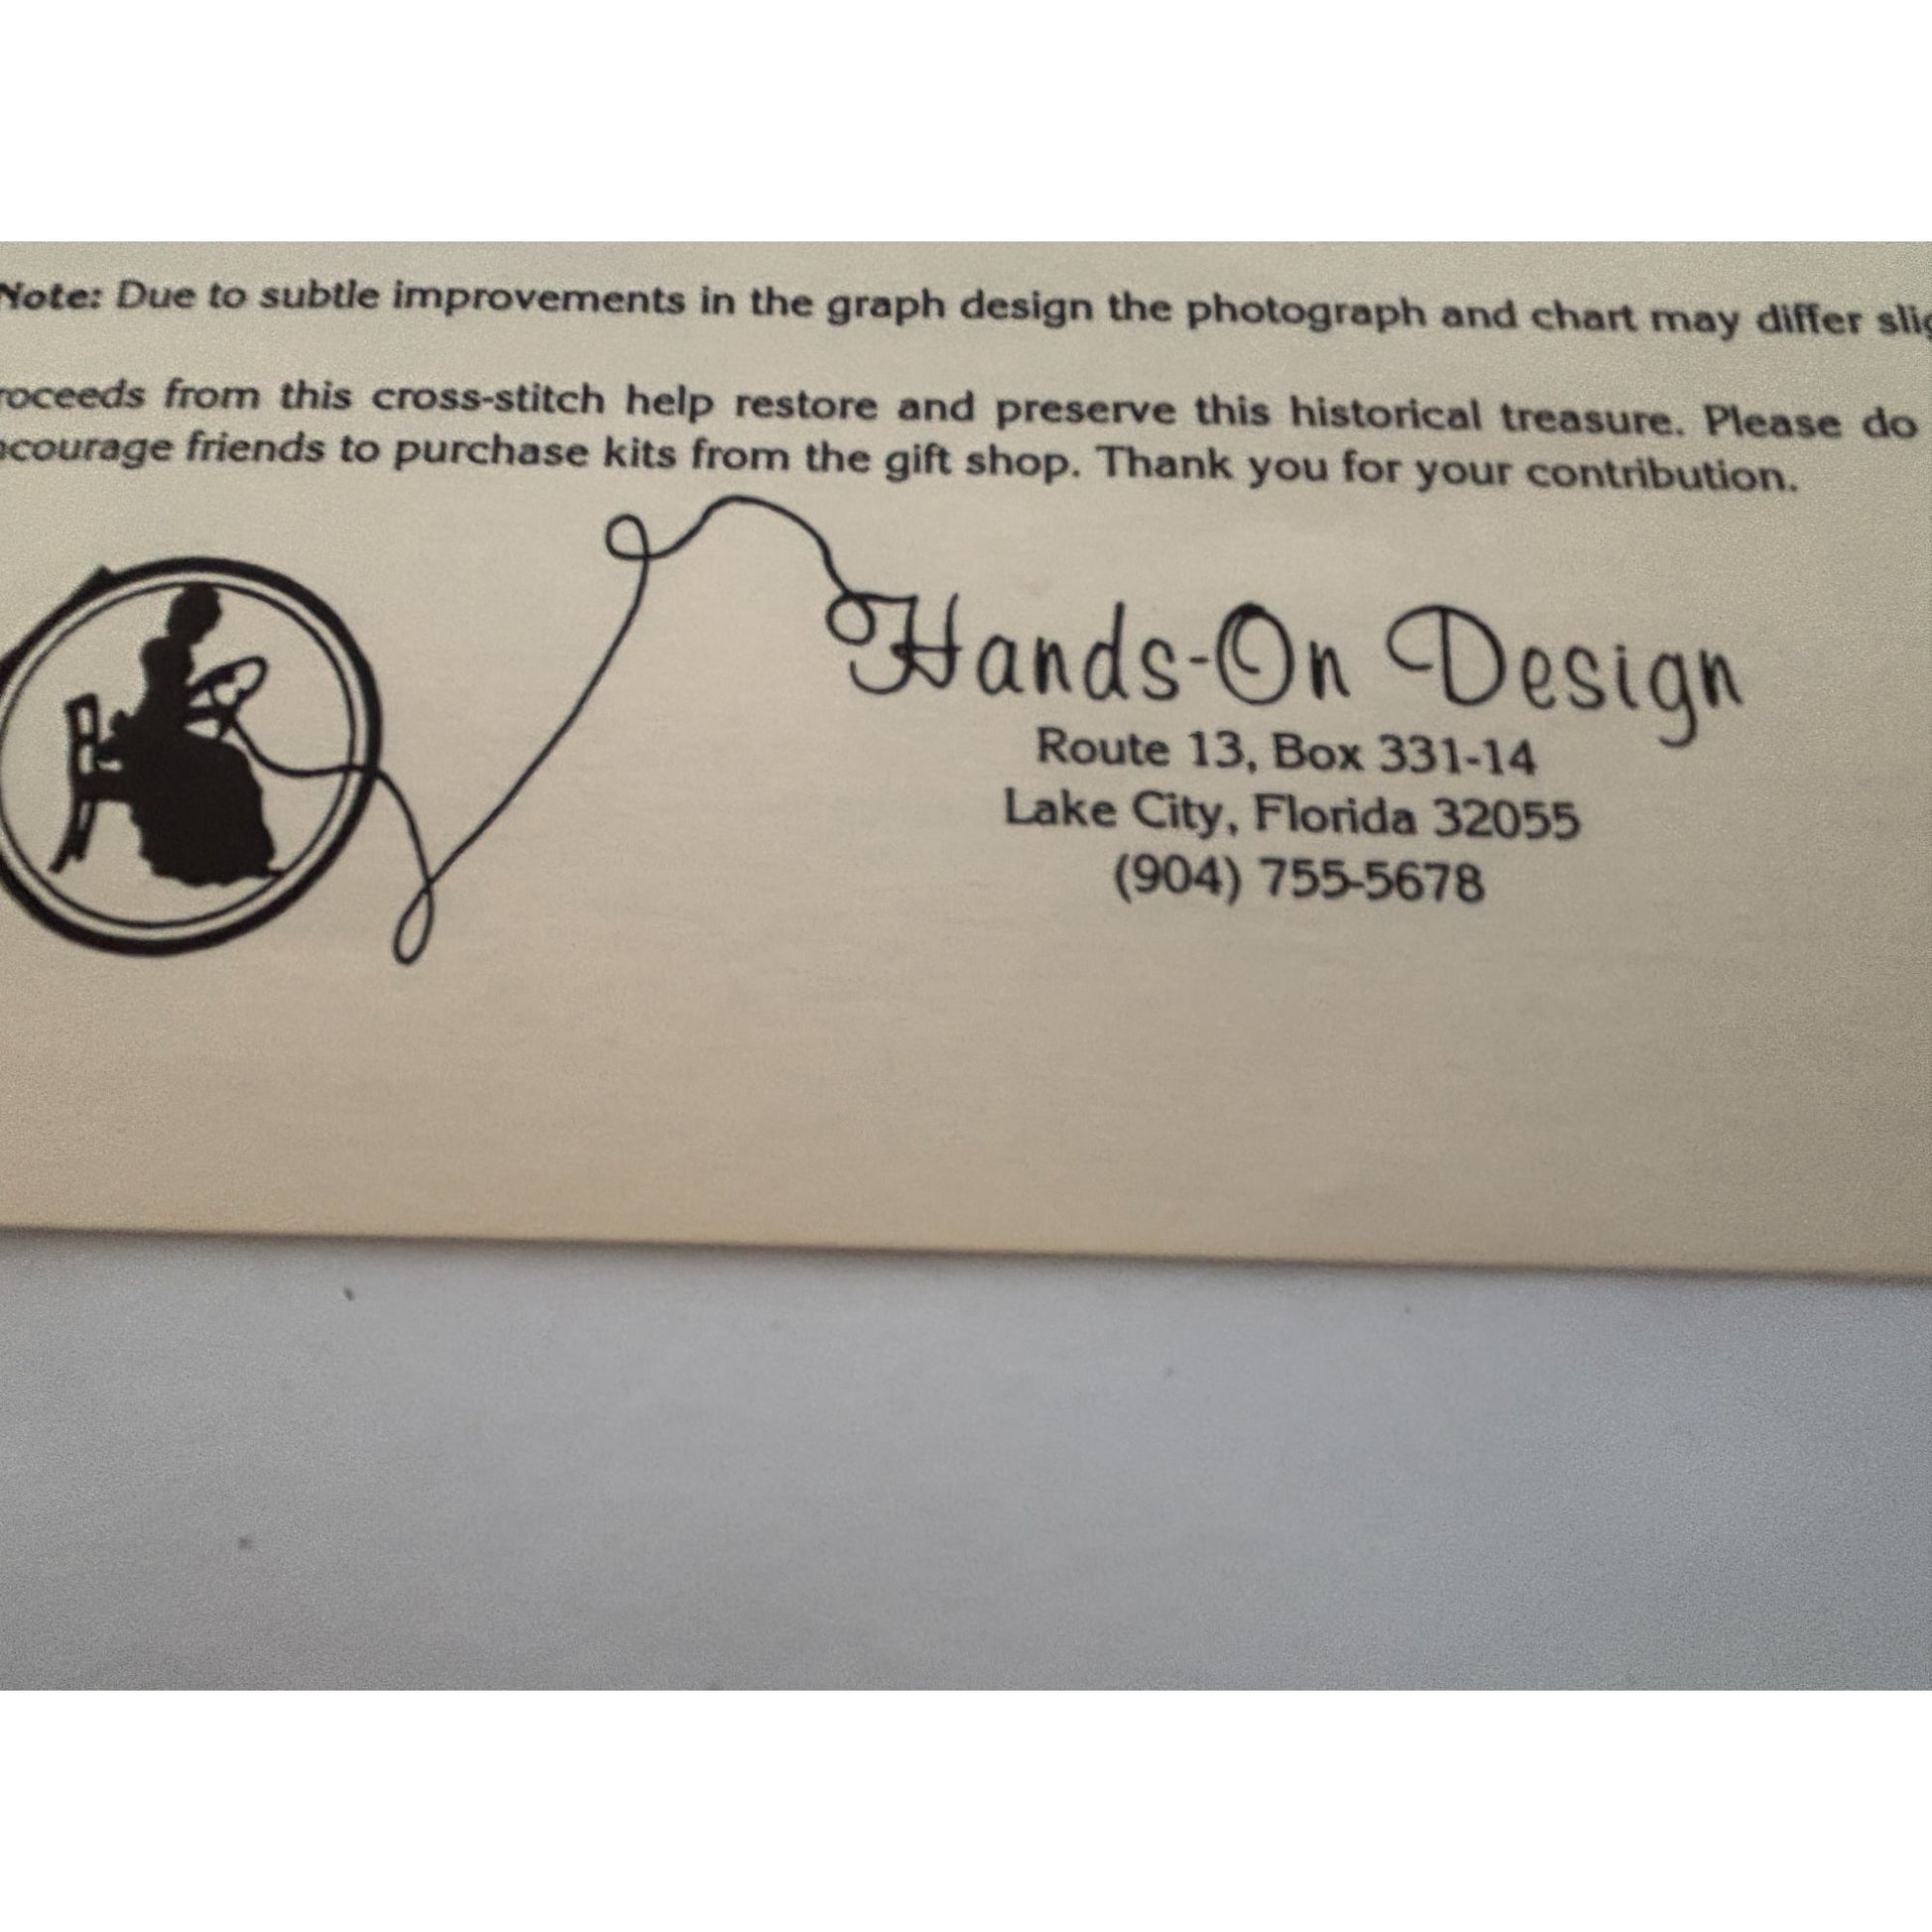 Note: Due to subtle improvements in the graph design the photograph and chart may differ slig
roceeds from this cross-stitch help restore and preserve this historical treasure. Please do
ncourage friends to purchase kits from the gift shop. Thank you for your contribution.
Hands-On Design
Route 13, Box 331-14
Lake City, Florida 32055
(904) 755-5678